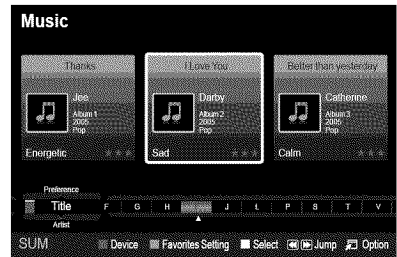 Music
Thanks
I Love You
Better than yesterday
Joe
Album 1
2005
Pop
Energetic
Darby
Album 2
2005
Pop
Sad
Catherine
Album 3
2005
Pop
Calm
Preference
Title
Artist
F G H J L P S T V
SUM Device Favorites Setting Select Jump Option